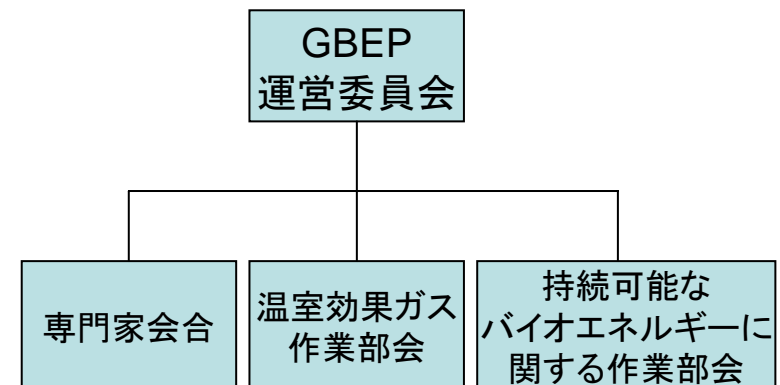 GBEP
運営委員会
専門家会合
温室効果ガス
作業部会
持続可能な
バイオエネルギーに
関する作業部会